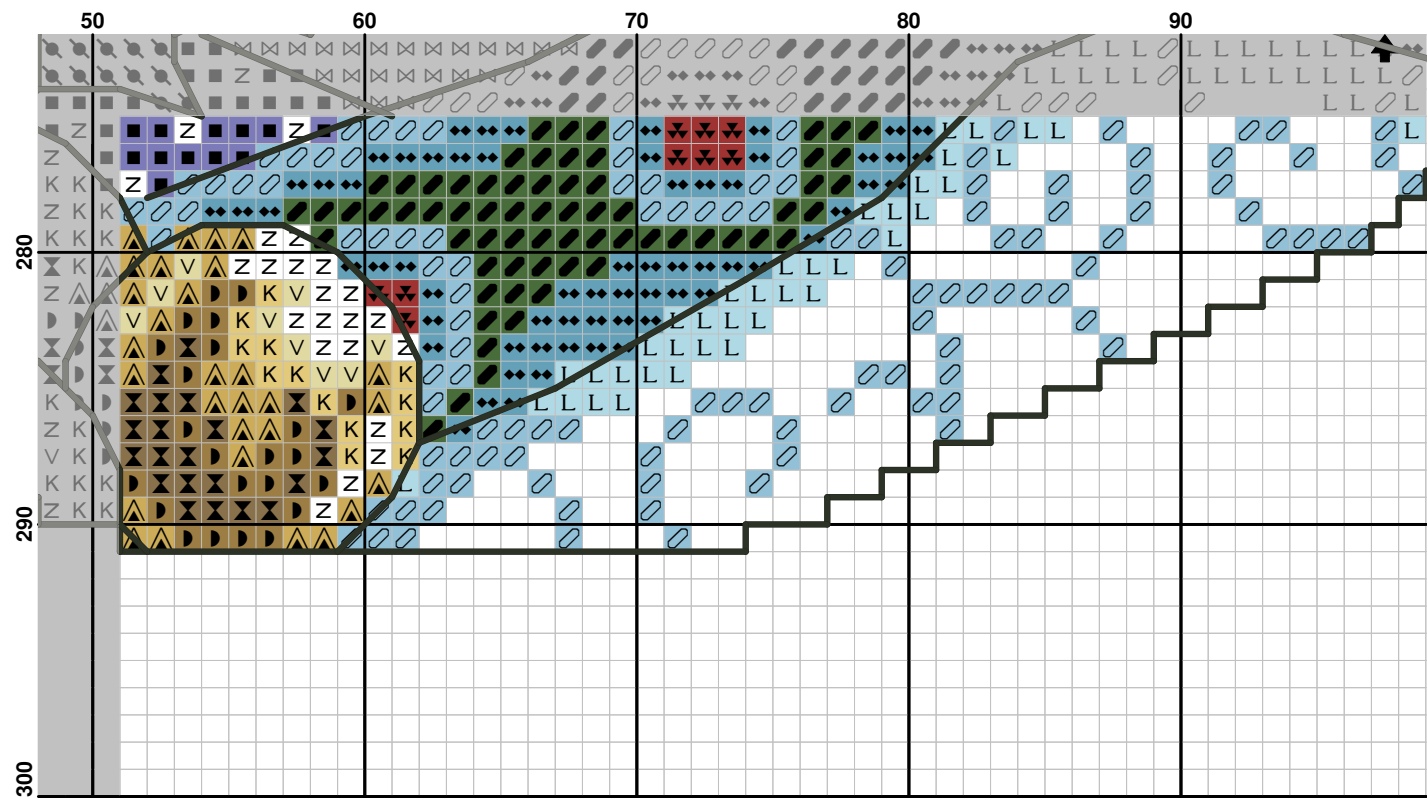 50 60 70 80 90
L L L L L L L L L L L
Z L L L L L L L L L L L L L
L L L L
Z Z Z L L L L L
Z L L
K K Z L L
Z K K L L L
K K K Z Z L
280
K V Z Z Z Z L L L
Z V K V Z Z L L L L
V K V Z Z Z Z L L L L
K K V Z Z V Z L L L L
K K V V K L L L L L
K K K L L L L
Z K K Z K
V K K Z K
K K K Z L
Z K K Z
290
300